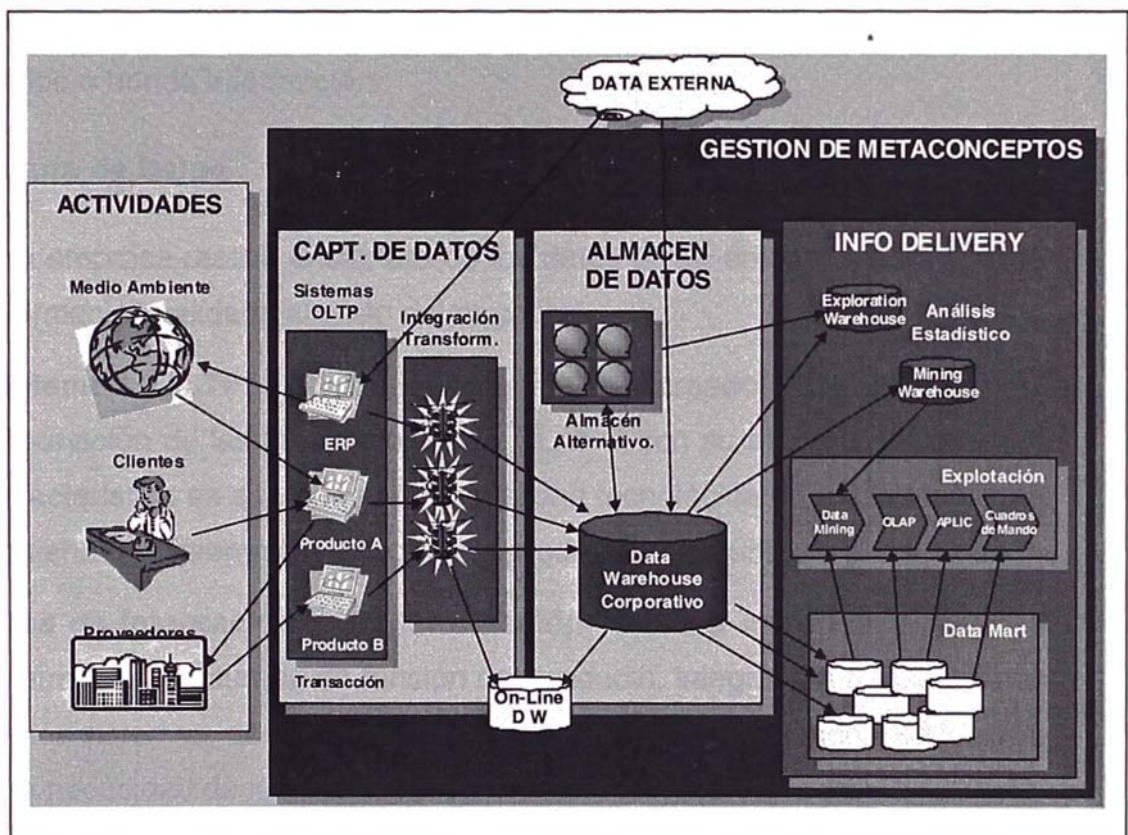 DATA EXTERNA
GESTION DE METACONCEPTOS
ACTIVIDADES
Medio Ambiente
Clientes
Proveedores
CAPT. DE DATOS
Sistemas
OLTP
ERP
Producto A
Producto B
Transacción
Integración
Transform.
On-Line
D W
ALMACEN
DE DATOS
Almacén
Alternativo.
Data
Warehouse
Corporativo
INFO DELIVERY
Exploration
Warehouse
Análisis
Estadístico
Mining
Warehouse
Explotación
Data
Mining
OLAP
APLIC
Cuadros
de Mando
Data Mart